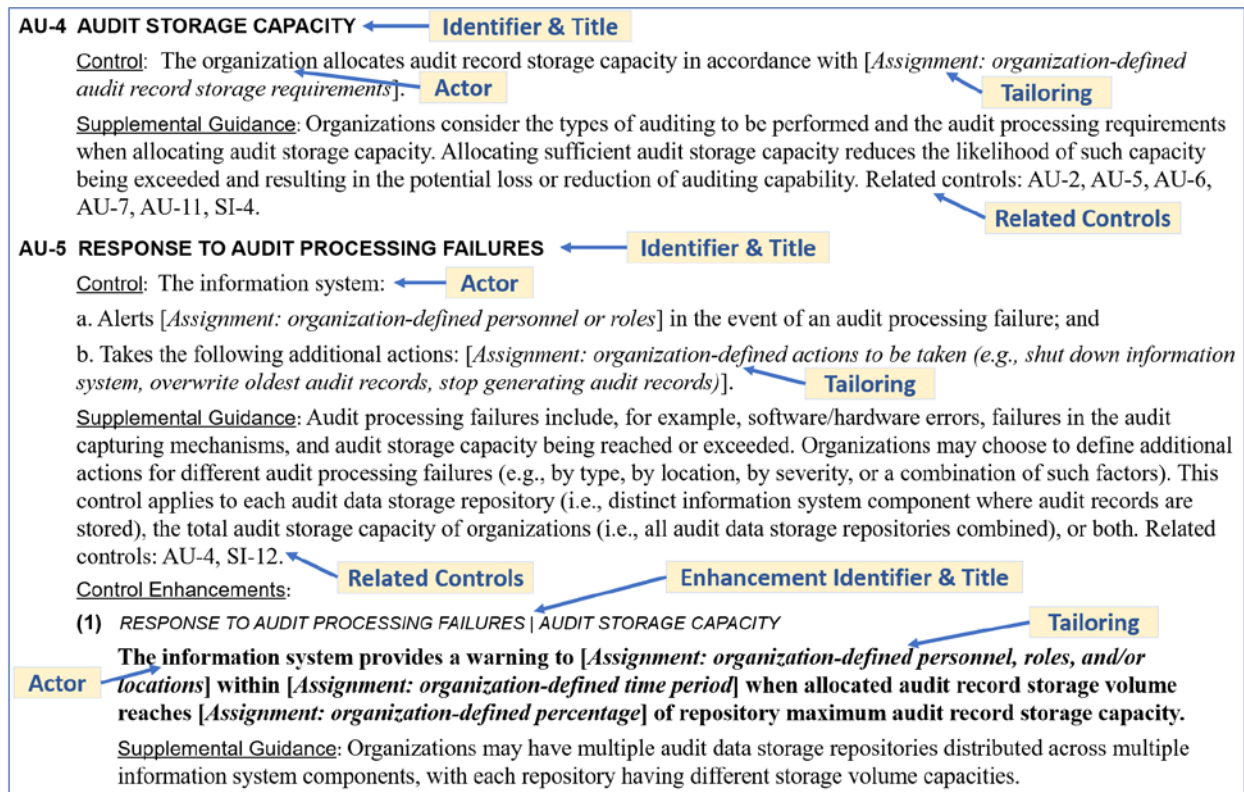 AU-4 AUDIT STORAGE CAPACITY Identifier & Title
Control: The organization allocates audit record storage capacity in accordance with [Assignment: organization-defined
audit record storage requirements]. Actor Tailoring
Supplemental Guidance: Organizations consider the types of auditing to be performed and the audit processing requirements
when allocating audit storage capacity. Allocating sufficient audit storage capacity reduces the likelihood of such capacity
being exceeded and resulting in the potential loss or reduction of auditing capability. Related controls: AU-2, AU-5, AU-6,
AU-7, AU-11, SI-4. Related Controls
AU-5 RESPONSE TO AUDIT PROCESSING FAILURES Identifier & Title
Control: The information system: Actor
a. Alerts [Assignment: organization-defined personnel or roles] in the event of an audit processing failure; and
b. Takes the following additional actions: [Assignment: organization-defined actions to be taken (e.g., shut down information
system, overwrite oldest audit records, stop generating audit records)]. Tailoring
Supplemental Guidance: Audit processing failures include, for example, software/hardware errors, failures in the audit
capturing mechanisms, and audit storage capacity being reached or exceeded. Organizations may choose to define additional
actions for different audit processing failures (e.g., by type, by location, by severity, or a combination of such factors). This
control applies to each audit data storage repository (i.e., distinct information system component where audit records are
stored), the total audit storage capacity of organizations (i.e., all audit data storage repositories combined), or both. Related
controls: AU-4, SI-12. Related Controls Enhancement Identifier & Title
Control Enhancements:
(1) RESPONSE TO AUDIT PROCESSING FAILURES | AUDIT STORAGE CAPACITY Tailoring
The information system provides a warning to [Assignment: organization-defined personnel, roles, and/or
Actor locations] within [Assignment: organization-defined time period] when allocated audit record storage volume
reaches [Assignment: organization-defined percentage] of repository maximum audit record storage capacity.
Supplemental Guidance: Organizations may have multiple audit data storage repositories distributed across multiple
information system components, with each repository having different storage volume capacities.